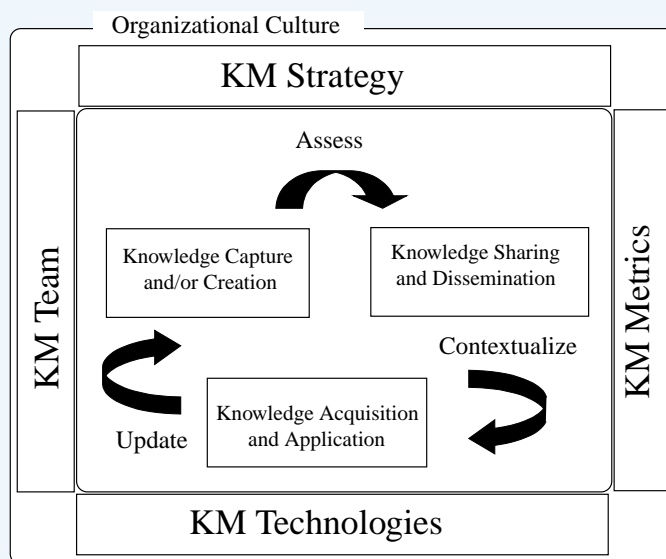 Organizational Culture
KM Strategy
KM Team
Assess
Knowledge Capture
and/or Creation
Knowledge Sharing
and Dissemination
Contextualize
Knowledge Acquisition
and Application
Update
KM Metrics
KM Technologies